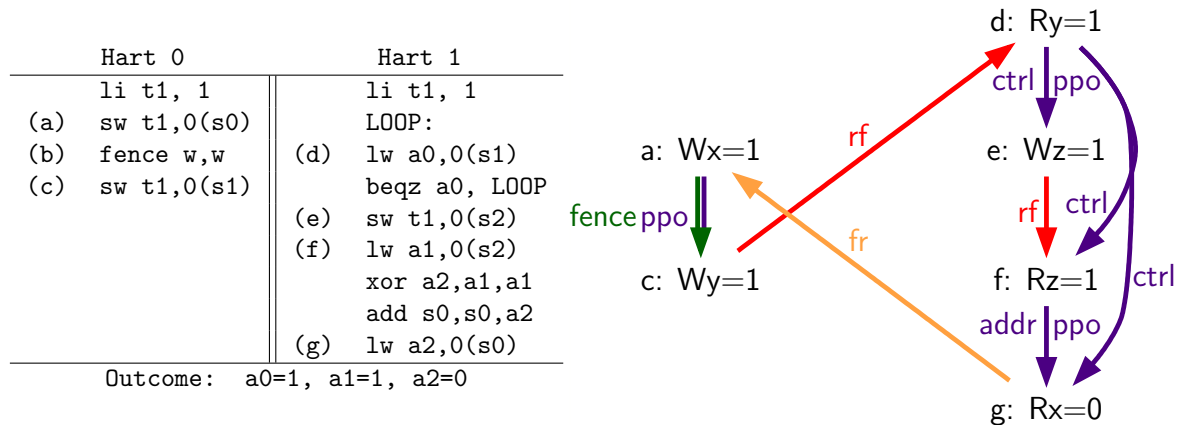 Hart 0 Hart 1
li t1, 1 li t1, 1
(a) sw t1,0(s0) LOOP:
(b) fence w,w (d) lw a0,0(s1)
(c) sw t1,0(s1) beqz a0, LOOP
(e) sw t1,0(s2)
(f) lw a1,0(s2)
xor a2,a1,a1
add s0,s0,a2
(g) lw a2,0(s0)
Outcome: a0=1, a1=1, a2=0
d: Ry=1
ctrl ppo
rf
a: Wx=1
e: Wz=1
fence ppo
rf
ctrl
fr
c: Wy=1
f: Rz=1
ctrl
addr ppo
g: Rx=0